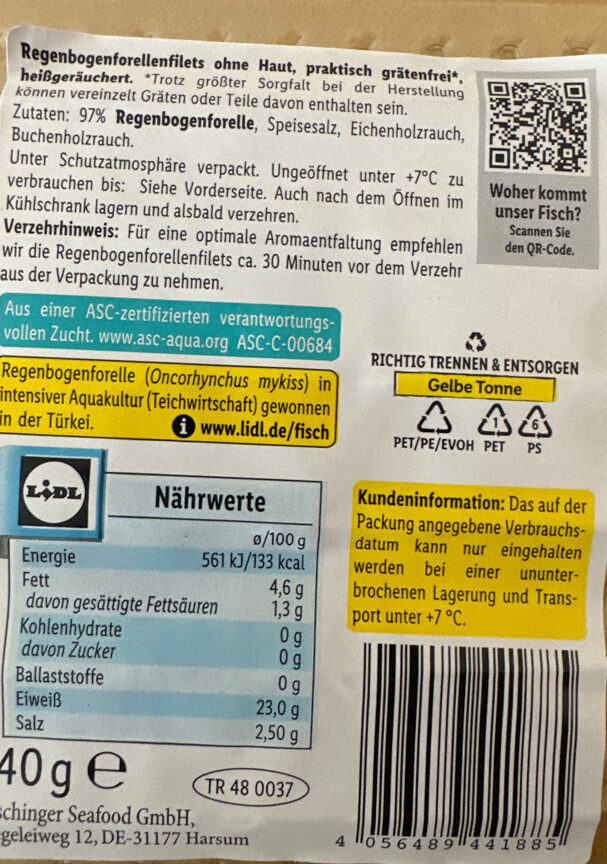 Regenbogenforellenfilets ohne Haut, praktisch grätenfrei*,
heißgeräuchert. *Trotz größter Sorgfalt bei der Herstellung
können vereinzelt Gräten oder Teile davon enthalten sein.
Zutaten: 97% Regenbogenforelle, Speisesalz, Eichenholzrauch,
Buchenholzrauch.
Unter Schutzatmosphäre verpackt. Ungeöffnet unter +7°C zu
verbrauchen bis: Siehe Vorderseite. Auch nach dem Öffnen im
Kühlschrank lagern und alsbald verzehren.
Verzehrhinweis: Für eine optimale Aromaentfaltung empfehlen
wir die Regenbogenforellenfilets ca. 30 Minuten vor dem Verzehr
aus der Verpackung zu nehmen.
Woher kommt
unser Fisch?
Scannen Sie
den QR-Code.
Aus einer ASC-zertifizierten verantwortungs-
vollen Zucht. www.asc-aqua.org ASC-C-00684
Regenbogenforelle (Oncorhynchus mykiss) in
intensiver Aquakultur (Teichwirtschaft) gewonnen
in der Türkei. i www.lidl.de/fisch
RICHTIG TRENNEN & ENTSORGEN
Gelbe Tonne
1 6
PET/PE/EVOH PET PS
LIDL
Nährwerte
ø/100 g
Energie 561 kJ/133 kcal
Fett 4,6 g
davon gesättigte Fettsäuren 1,3 g
Kohlenhydrate 0 g
davon Zucker 0 g
Ballaststoffe 0 g
Eiweiß 23,0 g
Salz 2,50 g
Kundeninformation: Das auf der
Packung angegebene Verbrauchs-
datum kann nur eingehalten
werden bei einer ununter-
brochenen Lagerung und Trans-
port unter +7 °C.
40 g e
TR 48 0037
schinger Seafood GmbH,
geleiweg 12, DE-31177 Harsum
4 056489 441885